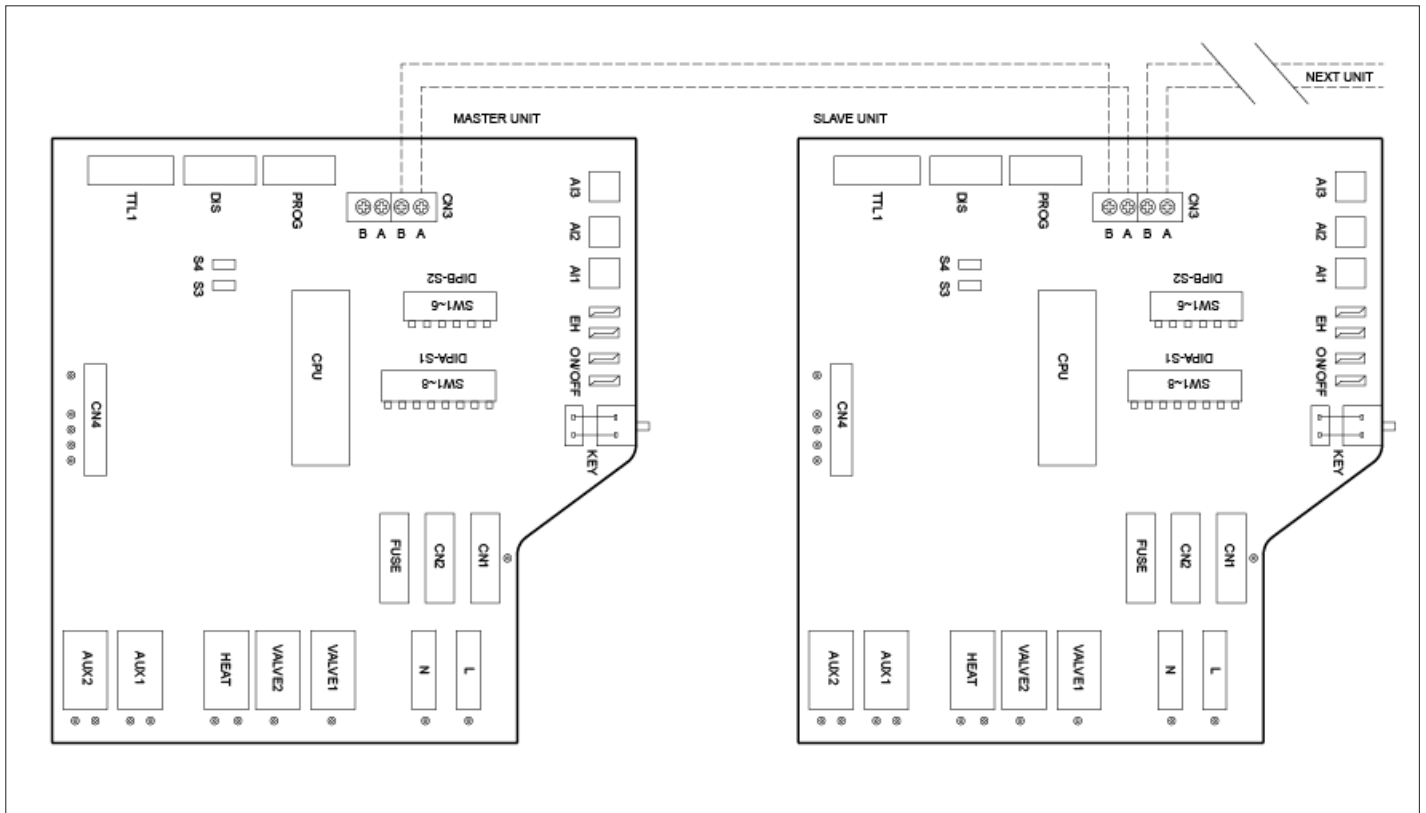 NEXT UNIT
MASTER UNIT
SLAVE UNIT
TTL1
DIS
PROG
CN3
B A B A
AI3
AI2
AI1
S4
S3
DIPB-S2
SW1~6
DIPA-S1
SW1~8
CPU
EH
ON/OFF
KEY
CN4
FUSE
CN2
CN1
AUX2
AUX1
HEAT
VALVE2
VALVE1
N
L
TTL1
DIS
PROG
CN3
B A B A
AI3
AI2
AI1
S4
S3
DIPB-S2
SW1~6
DIPA-S1
SW1~8
CPU
EH
ON/OFF
KEY
CN4
FUSE
CN2
CN1
AUX2
AUX1
HEAT
VALVE2
VALVE1
N
L